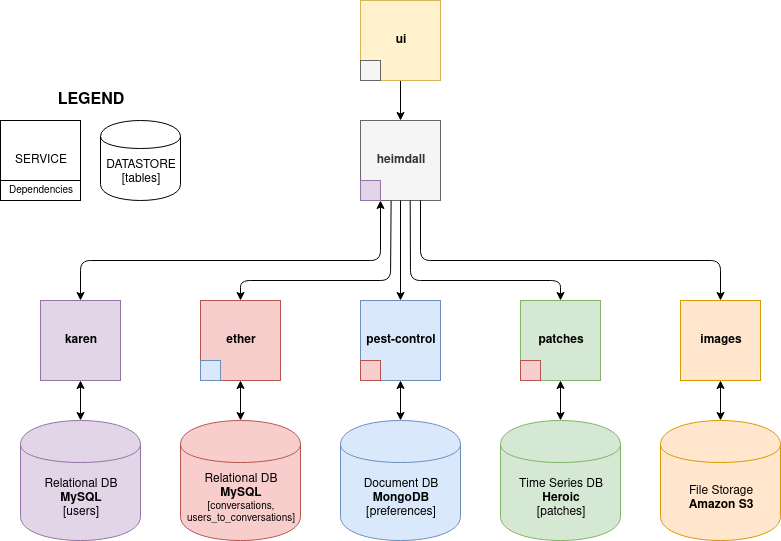 ui
LEGEND
SERVICE
Dependencies
DATASTORE
[tables]
heimdall
karen
ether
pest-control
patches
images
Relational DB
MySQL
[users]
Relational DB
MySQL
[conversations,
users_to_conversations]
Document DB
MongoDB
[preferences]
Time Series DB
Heroic
[patches]
File Storage
Amazon S3